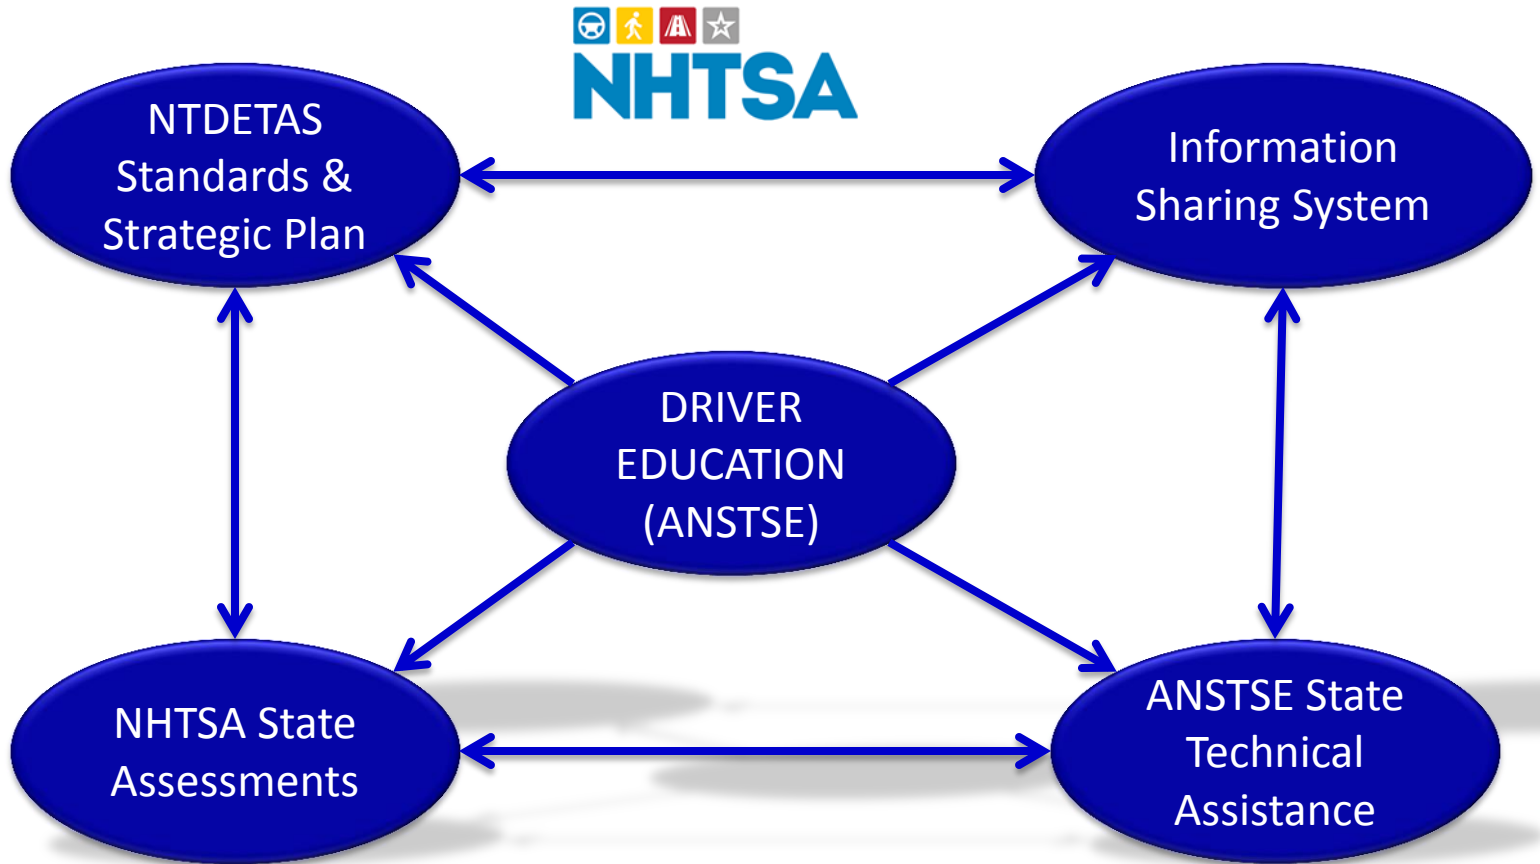 NHTSA
NTDETAS
Standards &
Strategic Plan
Information
Sharing System
DRIVER
EDUCATION
(ANSTSE)
NHTSA State
Assessments
ANSTSE State
Technical
Assistance